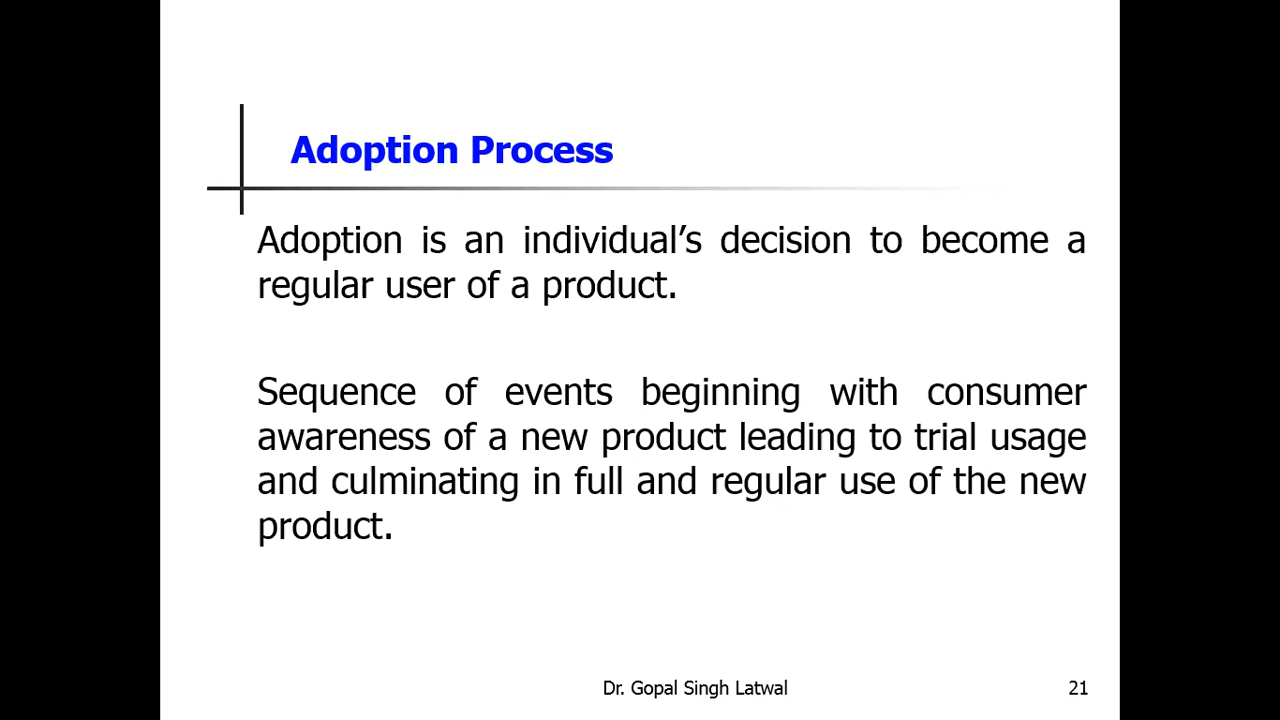 Adoption Process
Adoption is an individual’s decision to become a
regular user of a product.
Sequence of events beginning with consumer
awareness of a new product leading to trial usage
and culminating in full and regular use of the new
product.
Dr. Gopal Singh Latwal
21